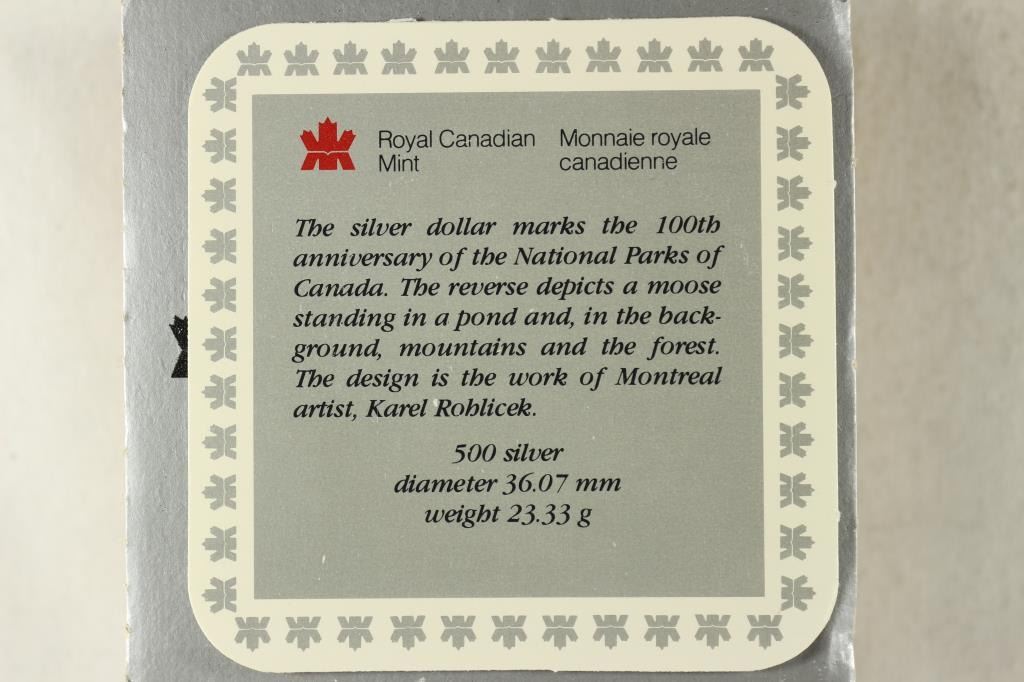 Royal Canadian Mint
Monnaie royale canadienne
The silver dollar marks the 100th
anniversary of the National Parks of
Canada. The reverse depicts a moose
standing in a pond and, in the back-
ground, mountains and the forest.
The design is the work of Montreal
artist, Karel Rohlicek.
500 silver
diameter 36.07 mm
weight 23.33 g